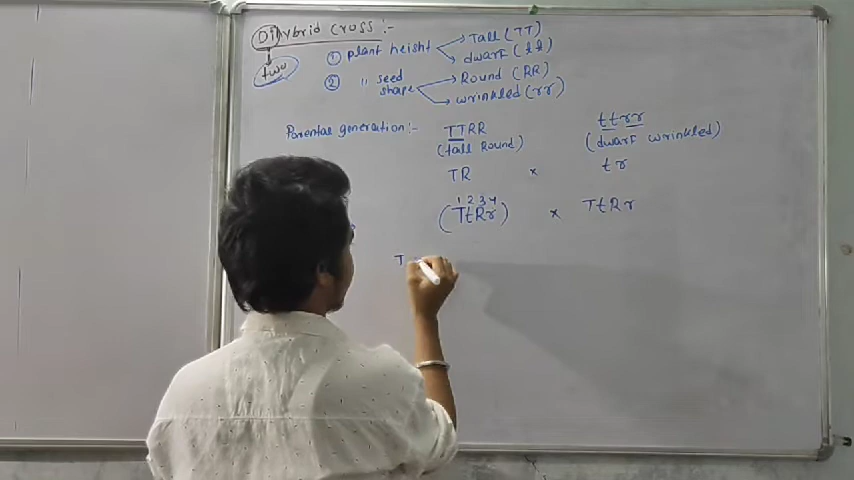 Dihybrid Cross :-
two
① plant height
Tall (TT)
dwarf (tt)
② " seed shape
Round (RR)
wrinkled (rr)
Parental generation :- TTRR ttrr
(tall Round) (dwarf wrinkled)
TR × tr
1 2 3 4
(TtRr) × TtRr
T